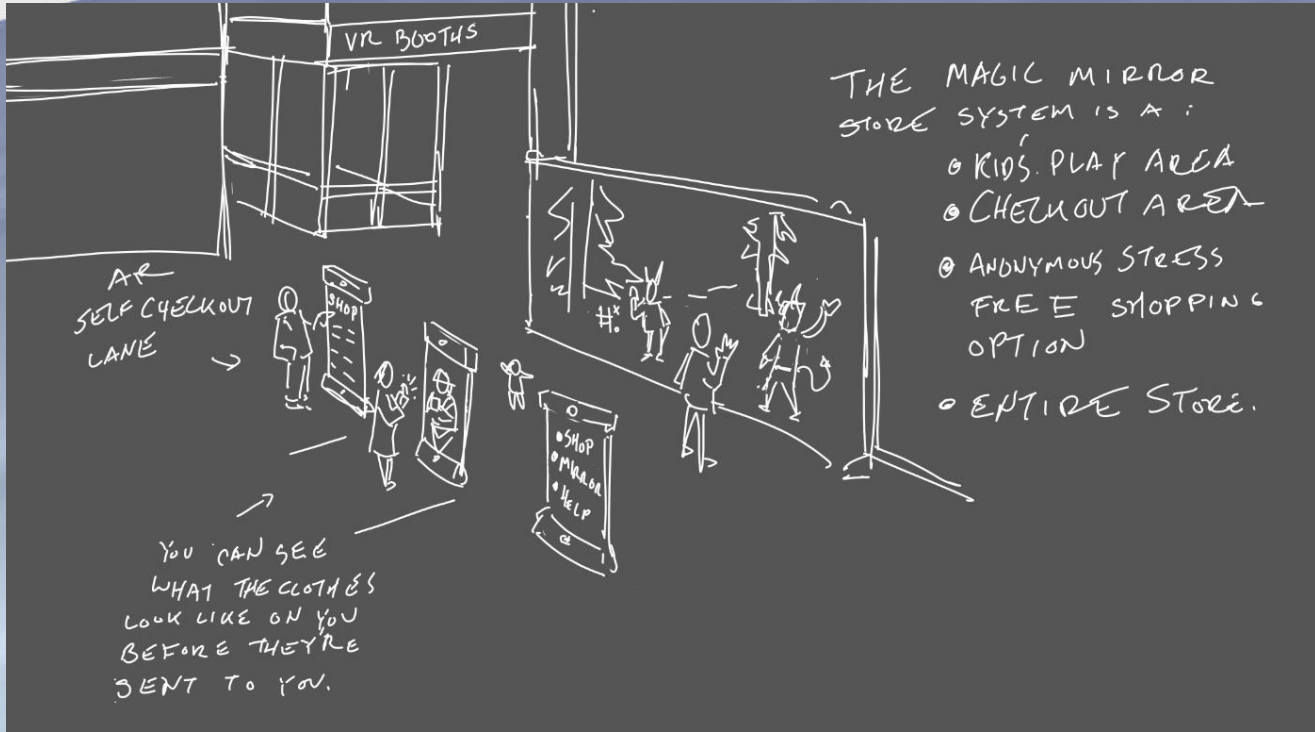 VR BOOTHS
THE MAGIC MIRROR
STORE SYSTEM IS A :
• KIDS PLAY AREA
• CHECKOUT AREA
• ANONYMOUS STRESS
FREE SHOPPING
OPTION
• ENTIRE STORE.
AR
SELF CHECKOUT
LANE
SHOP
• SHOP
• MIRROR
• HELP
YOU CAN SEE
WHAT THE CLOTHES
LOOK LIKE ON YOU
BEFORE THEY'RE
SENT TO YOU.